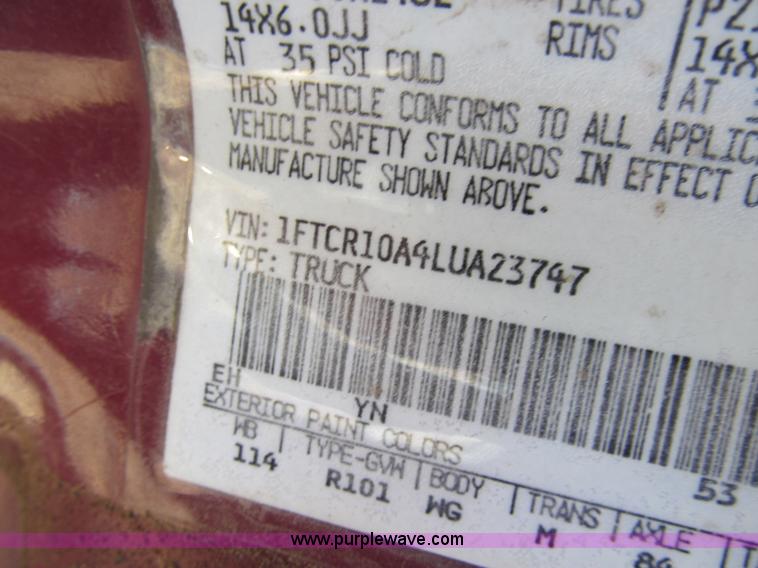 14X6.0JJ
AT 35 PSI COLD
TIRES
RIMS
14X
AT
THIS VEHICLE CONFORMS TO ALL
VEHICLE SAFETY STANDARDS IN EFFECT
MANUFACTURE SHOWN ABOVE.
VIN: 1FTCR10A4LUA23747
TYPE: TRUCK
EH YN 53
EXTERIOR PAINT COLORS
WB TYPE-GVW BODY TRANS AXLE
114 R101 WG M
www.purplewave.com